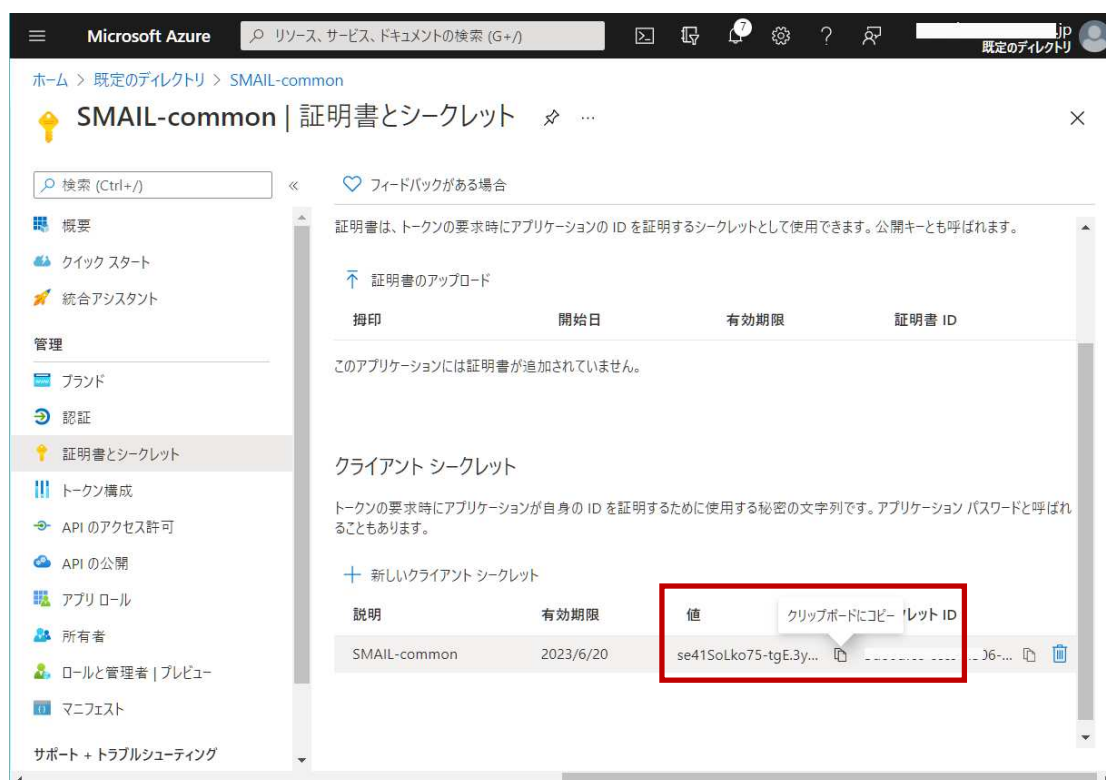 Microsoft Azure
リソース、サービス、ドキュメントの検索 (G+/)
7
?
.jp
既定のディレクトリ
ホーム > 既定のディレクトリ > SMAIL-common
SMAIL-common | 証明書とシークレット
検索 (Ctrl+/)
フィードバックがある場合
概要
クイック スタート
統合アシスタント
管理
ブランド
認証
証明書とシークレット
トークン構成
API のアクセス許可
API の公開
アプリ ロール
所有者
ロールと管理者 | プレビュー
マニフェスト
サポート + トラブルシューティング
証明書は、トークンの要求時にアプリケーションの ID を証明するシークレットとして使用できます。公開キーとも呼ばれます。
証明書のアップロード
拇印 開始日 有効期限 証明書 ID
このアプリケーションには証明書が追加されていません。
クライアント シークレット
トークンの要求時にアプリケーションが自身の ID を証明するために使用する秘密の文字列です。アプリケーション パスワードと呼ばれ
ることもあります。
新しいクライアント シークレット
説明 有効期限 値 クリップボードにコピー レット ID
SMAIL-common 2023/6/20 se41SoLko75-tgE.3y... 06-...